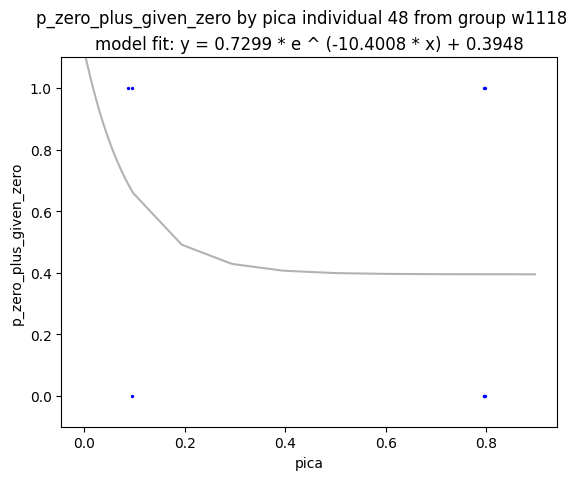 p_zero_plus_given_zero by pica individual 48 from group w1118
model fit: y = 0.7299 * e ^ (-10.4008 * x) + 0.3948
1.0
0.8
0.6
0.4
0.2
0.0
p_zero_plus_given_zero
0.0 0.2 0.4 0.6 0.8
pica